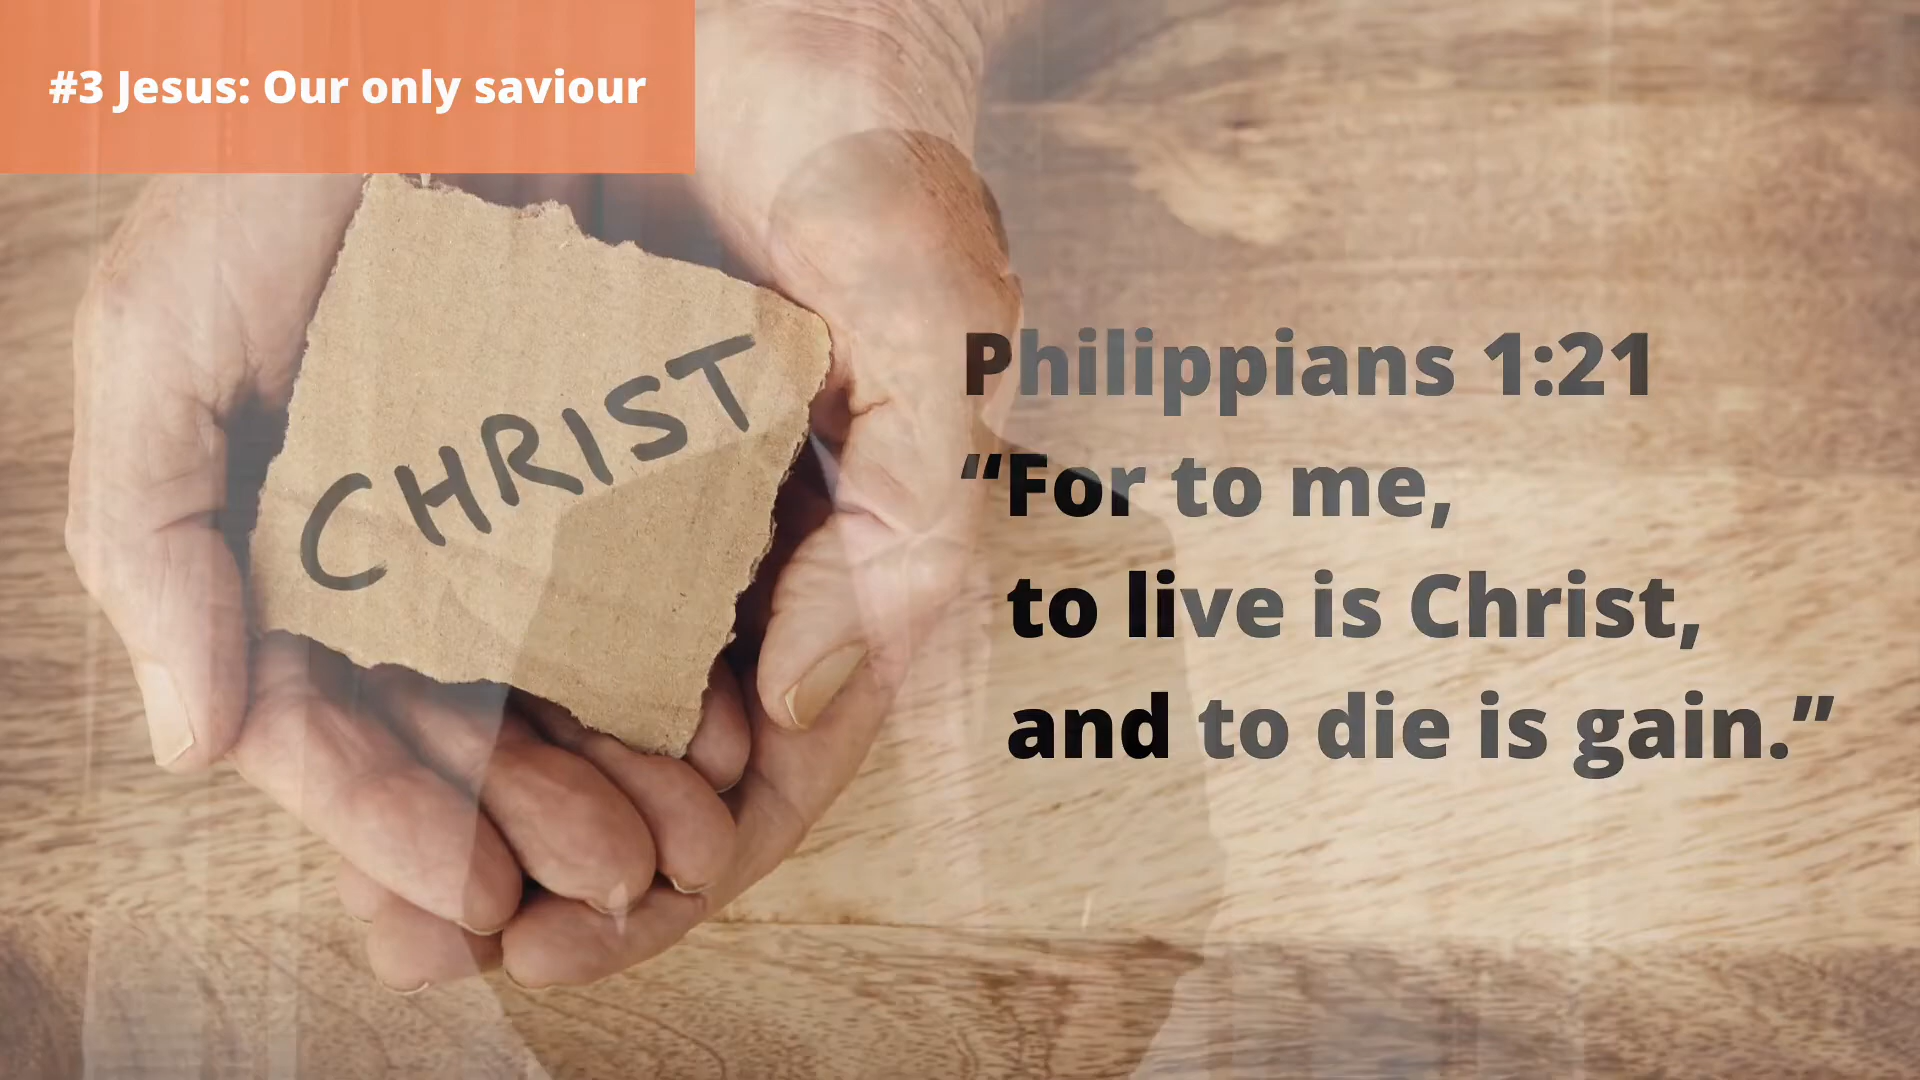 #3 Jesus: Our only saviour
CHRIST
Philippians 1:21
“For to me,
to live is Christ,
and to die is gain.”